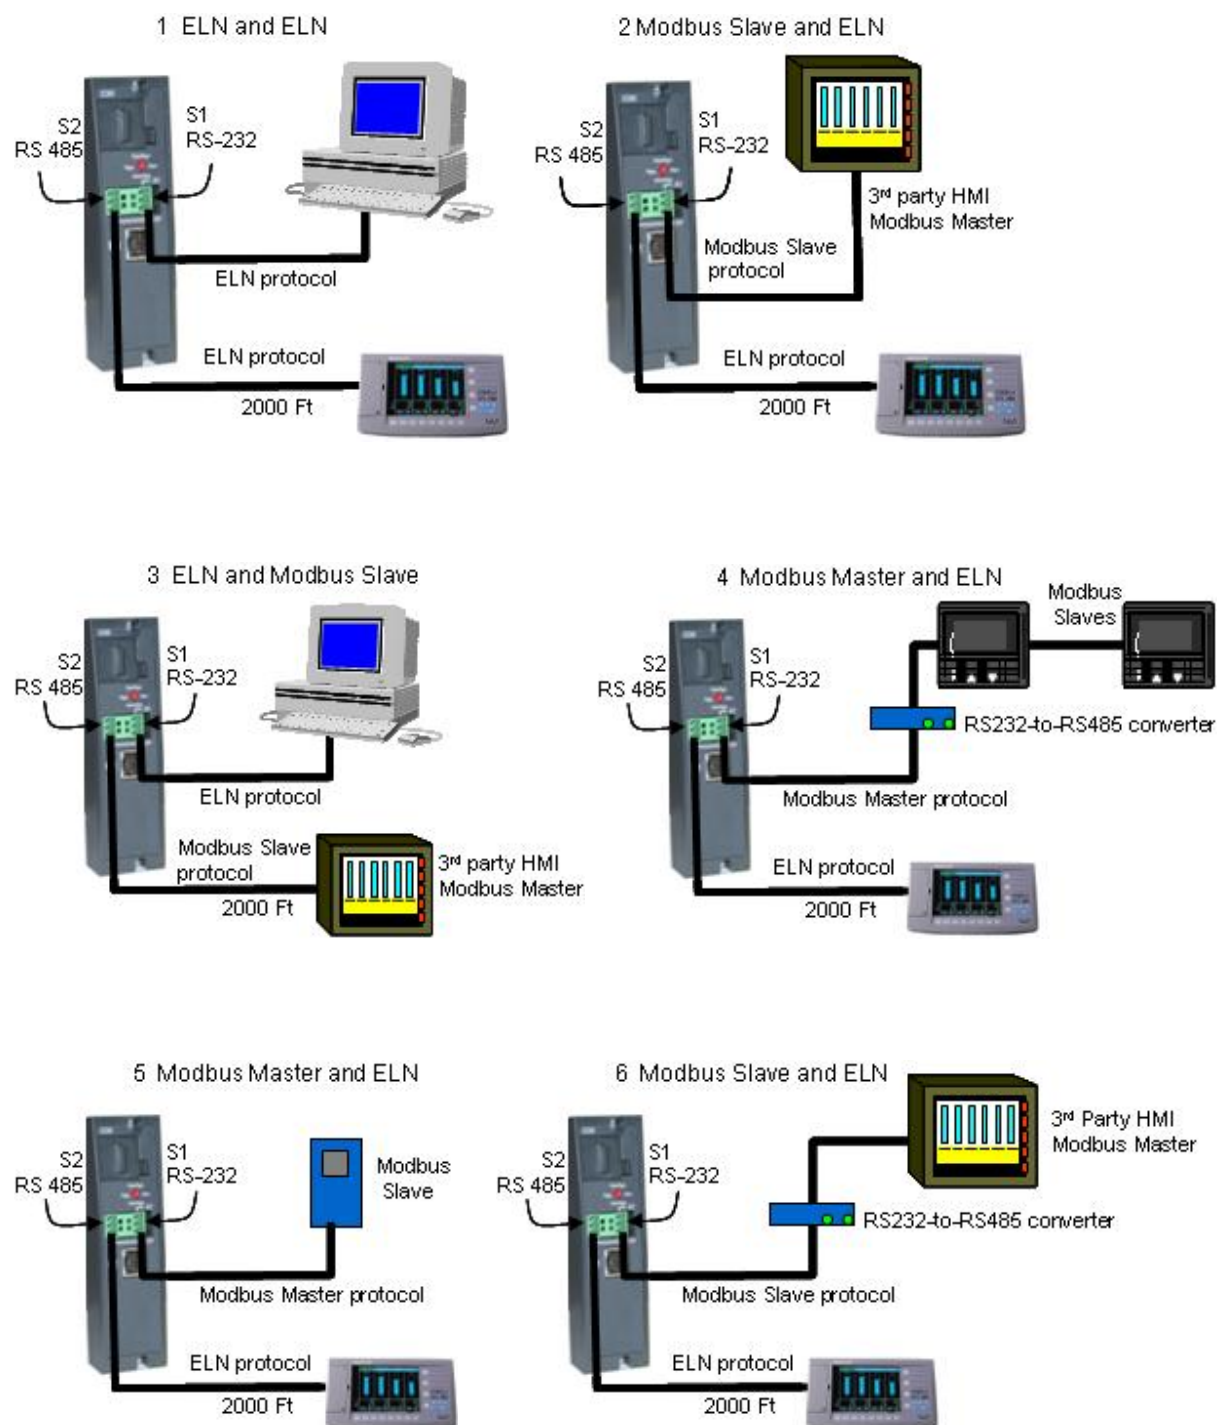 1 ELN and ELN
S2
RS 485
S1
RS-232
ELN protocol
ELN protocol
2000 Ft
2 Modbus Slave and ELN
S2
RS 485
S1
RS-232
3rd party HMI
Modbus Master
Modbus Slave
protocol
ELN protocol
2000 Ft
3 ELN and Modbus Slave
S2
RS 485
S1
RS-232
ELN protocol
Modbus Slave
protocol
2000 Ft
3rd party HMI
Modbus Master
4 Modbus Master and ELN
Modbus
Slaves
S2
RS 485
S1
RS-232
RS232-to-RS485 converter
Modbus Master protocol
ELN protocol
2000 Ft
5 Modbus Master and ELN
S2
RS 485
S1
RS-232
Modbus
Slave
Modbus Master protocol
ELN protocol
2000 Ft
6 Modbus Slave and ELN
S2
RS 485
S1
RS-232
3rd Party HMI
Modbus Master
RS232-to-RS485 converter
Modbus Slave protocol
ELN protocol
2000 Ft